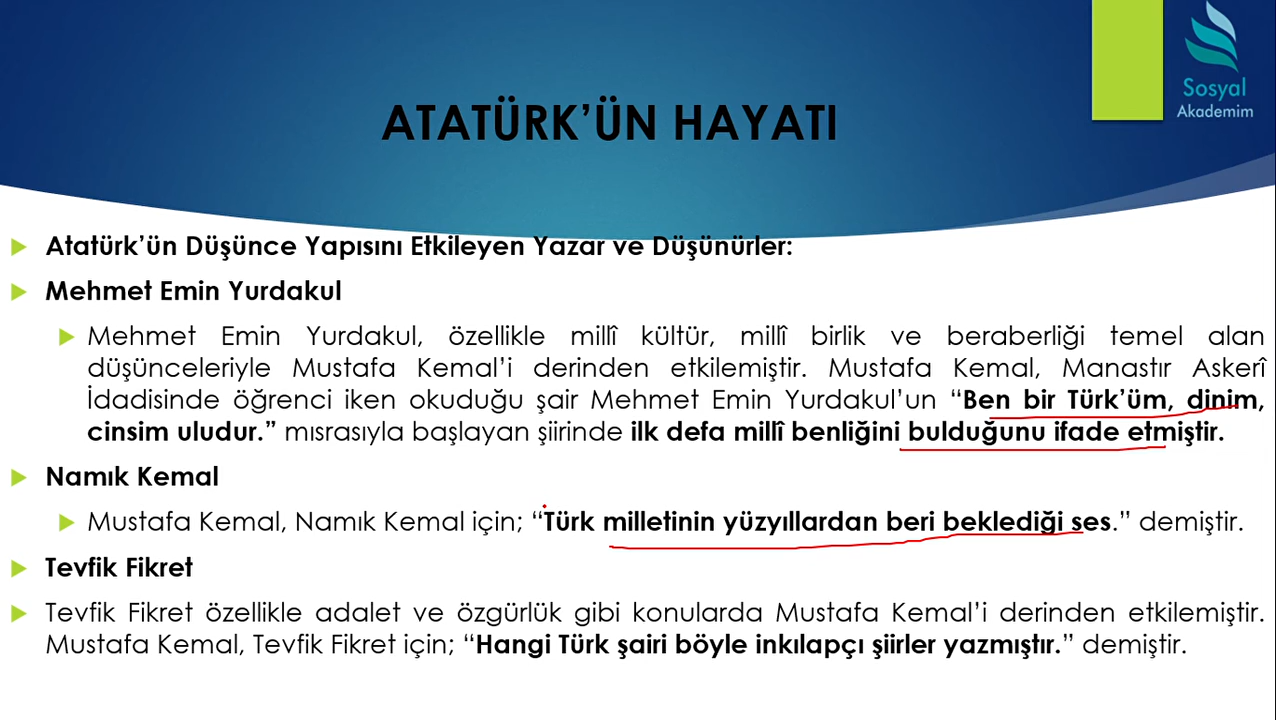 Sosyal
Akademim
ATATÜRK’ÜN HAYATI
Atatürk’ün Düşünce Yapısını Etkileyen Yazar ve Düşünürler:
Mehmet Emin Yurdakul
Mehmet Emin Yurdakul, özellikle millî kültür, millî birlik ve beraberliği temel alan
düşünceleriyle Mustafa Kemal’i derinden etkilemiştir. Mustafa Kemal, Manastır Askerî
İdadisinde öğrenci iken okuduğu şair Mehmet Emin Yurdakul’un “Ben bir Türk’üm, dinim,
cinsim uludur.” mısrasıyla başlayan şiirinde ilk defa millî benliğini bulduğunu ifade etmiştir.
Namık Kemal
Mustafa Kemal, Namık Kemal için; “Türk milletinin yüzyıllardan beri beklediği ses.” demiştir.
Tevfik Fikret
Tevfik Fikret özellikle adalet ve özgürlük gibi konularda Mustafa Kemal’i derinden etkilemiştir.
Mustafa Kemal, Tevfik Fikret için; “Hangi Türk şairi böyle inkılapçı şiirler yazmıştır.” demiştir.